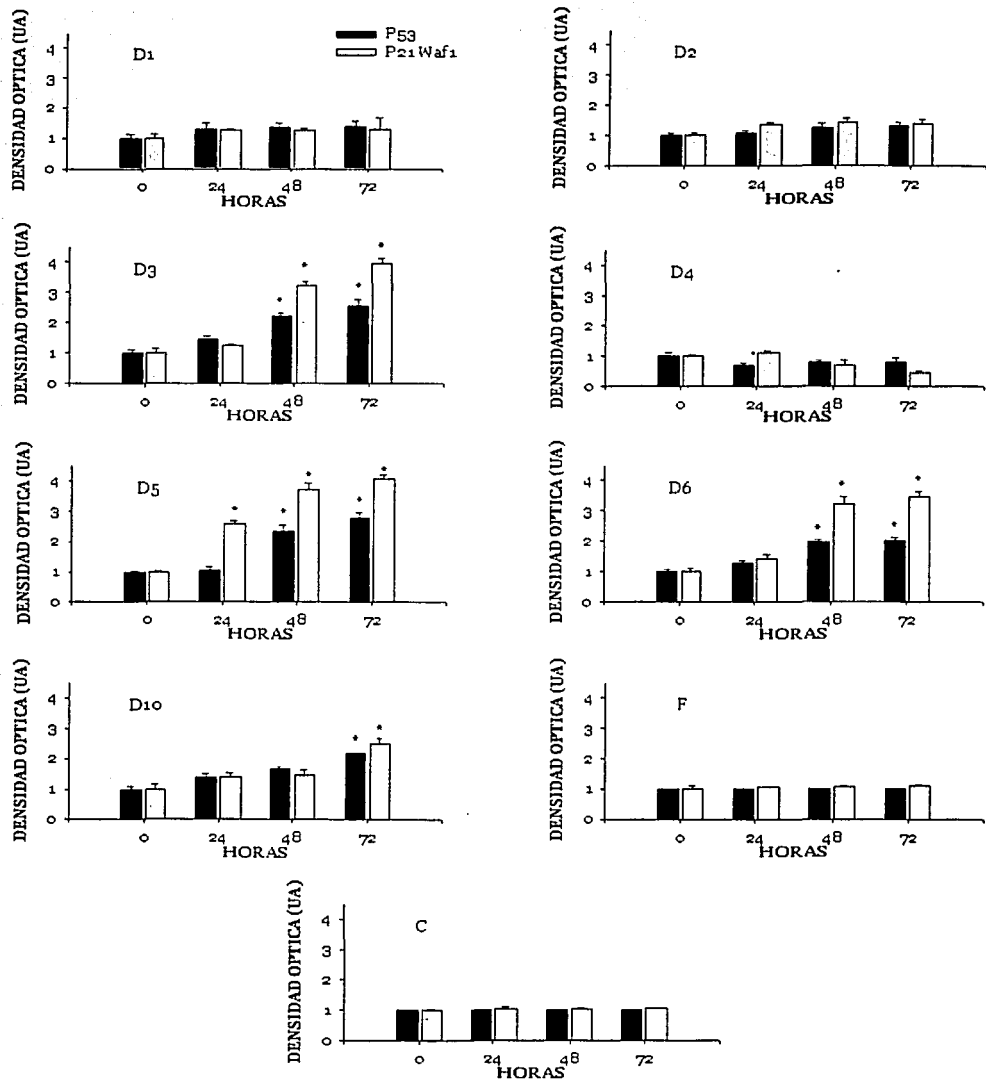 DENSIDAD OPTICA (UA)
4
3
2
1
0
D1
P53
P21Waf1
0
24
48
72
HORAS
DENSIDAD OPTICA (UA)
4
3
2
1
0
D2
0
24
48
72
HORAS
DENSIDAD OPTICA (UA)
4
3
2
1
0
D3
* * * *
0
24
48
72
HORAS
DENSIDAD OPTICA (UA)
4
3
2
1
0
D4
0
24
48
72
HORAS
DENSIDAD OPTICA (UA)
4
3
2
1
0
D5
* * * * *
0
24
48
72
HORAS
DENSIDAD OPTICA (UA)
4
3
2
1
0
D6
* * * *
0
24
48
72
HORAS
DENSIDAD OPTICA (UA)
4
3
2
1
0
D10
* *
0
24
48
72
HORAS
DENSIDAD OPTICA (UA)
4
3
2
1
0
F
0
24
48
72
HORAS
DENSIDAD OPTICA (UA)
4
3
2
1
0
C
0
24
48
72
HORAS